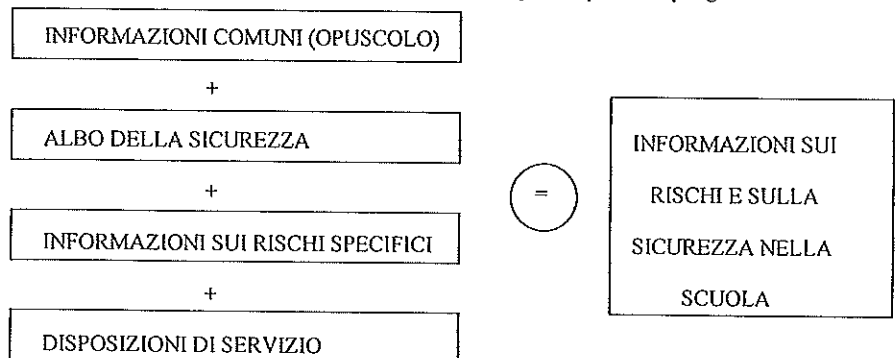 INFORMAZIONI COMUNI (OPUSCOLO)
+
ALBO DELLA SICUREZZA
+
INFORMAZIONI SUI RISCHI SPECIFICI
+
DISPOSIZIONI DI SERVIZIO
=
INFORMAZIONI SUI
RISCHI E SULLA
SICUREZZA NELLA
SCUOLA